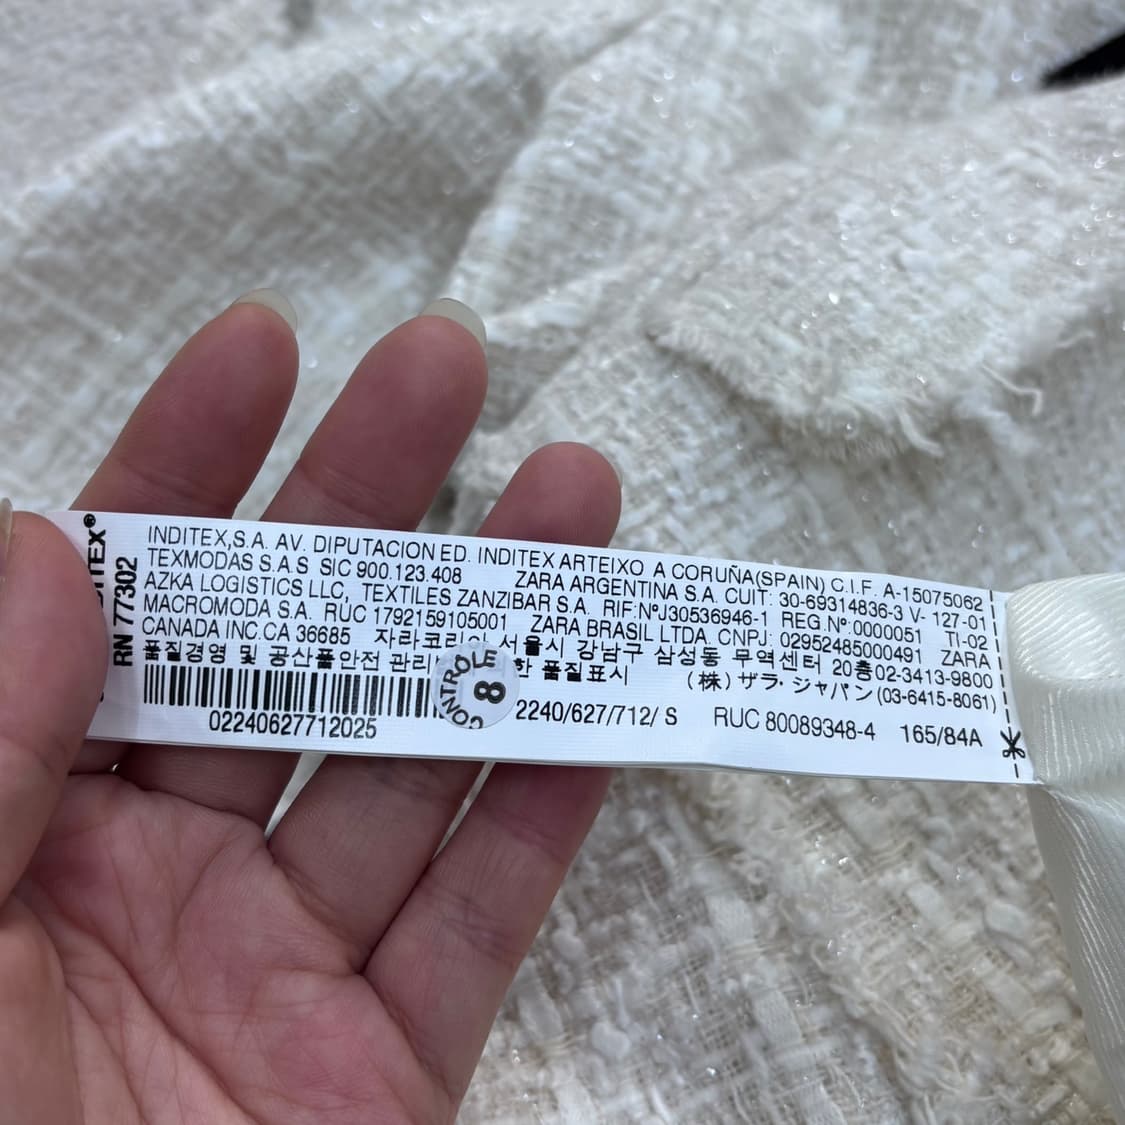 RN 77302
INDITEX,S.A. AV. DIPUTACION ED. INDITEX ARTEIXO A CORUÑA(SPAIN) C.I.F. A-15075062
TEXMODAS S.A.S SIC 900.123.408 ZARA ARGENTINA S.A. CUIT: 30-69314836-3 V- 127-01
AZKA LOGISTICS LLC, TEXTILES ZANZIBAR S.A. RIF:NºJ30536946-1 REG.Nº:0000051 TI-02
MACROMODA S.A. RUC 1792159105001 ZARA BRASIL LTDA. CNPJ: 02952485000491 ZARA
CANADA INC.CA 36685 자라코리아 서울시 강남구 삼성동 무역센터 20층02-3413-9800
품질경영 및 공산품안전 한 품질표시 (株) ザラ・ジャパン(03-6415-8061)
CONTRÔLE
8
02240627712025 2240/627/712/ S RUC 80089348-4 165/84A